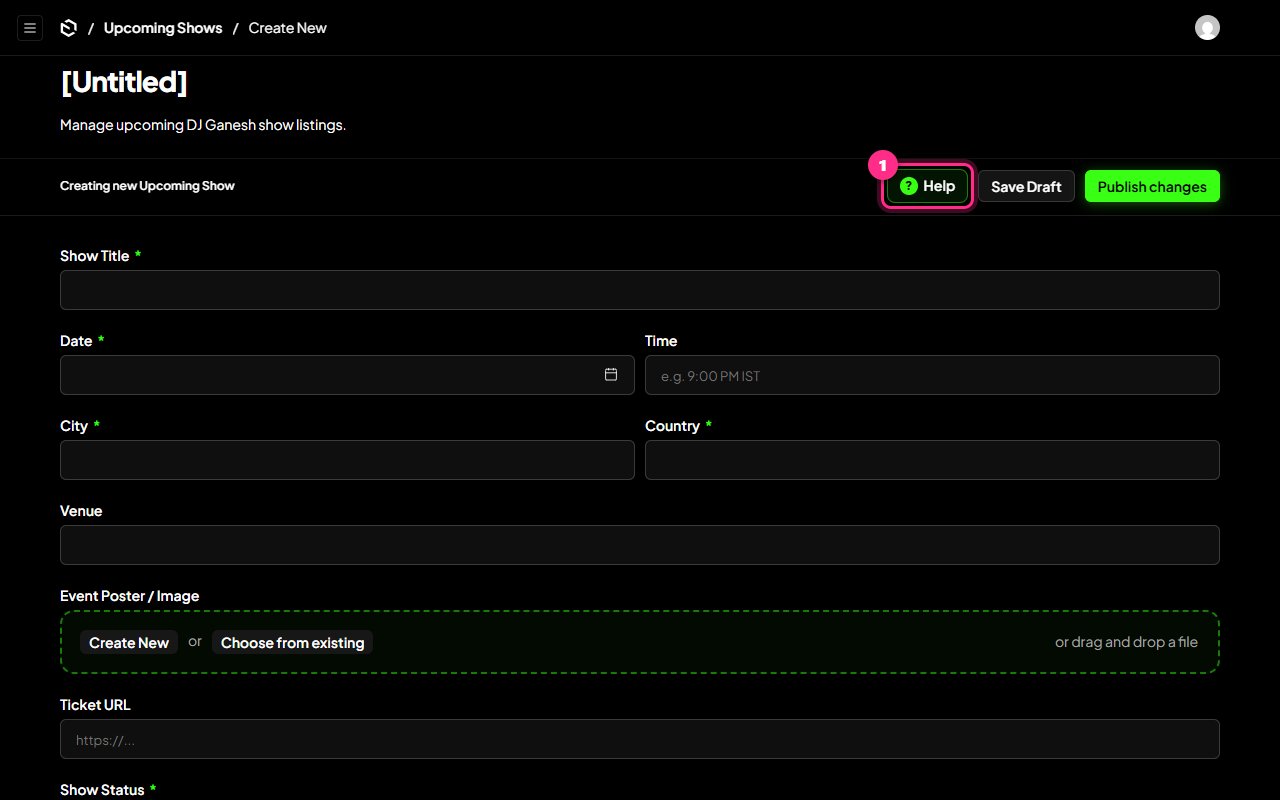 / Upcoming Shows / Create New
[Untitled]
Manage upcoming DJ Ganesh show listings.
1
Creating new Upcoming Show
? Help
Save Draft
Publish changes
Show Title *
Date *
Time
e.g. 9:00 PM IST
City *
Country *
Venue
Event Poster / Image
Create New or Choose from existing
or drag and drop a file
Ticket URL
https://...
Show Status *